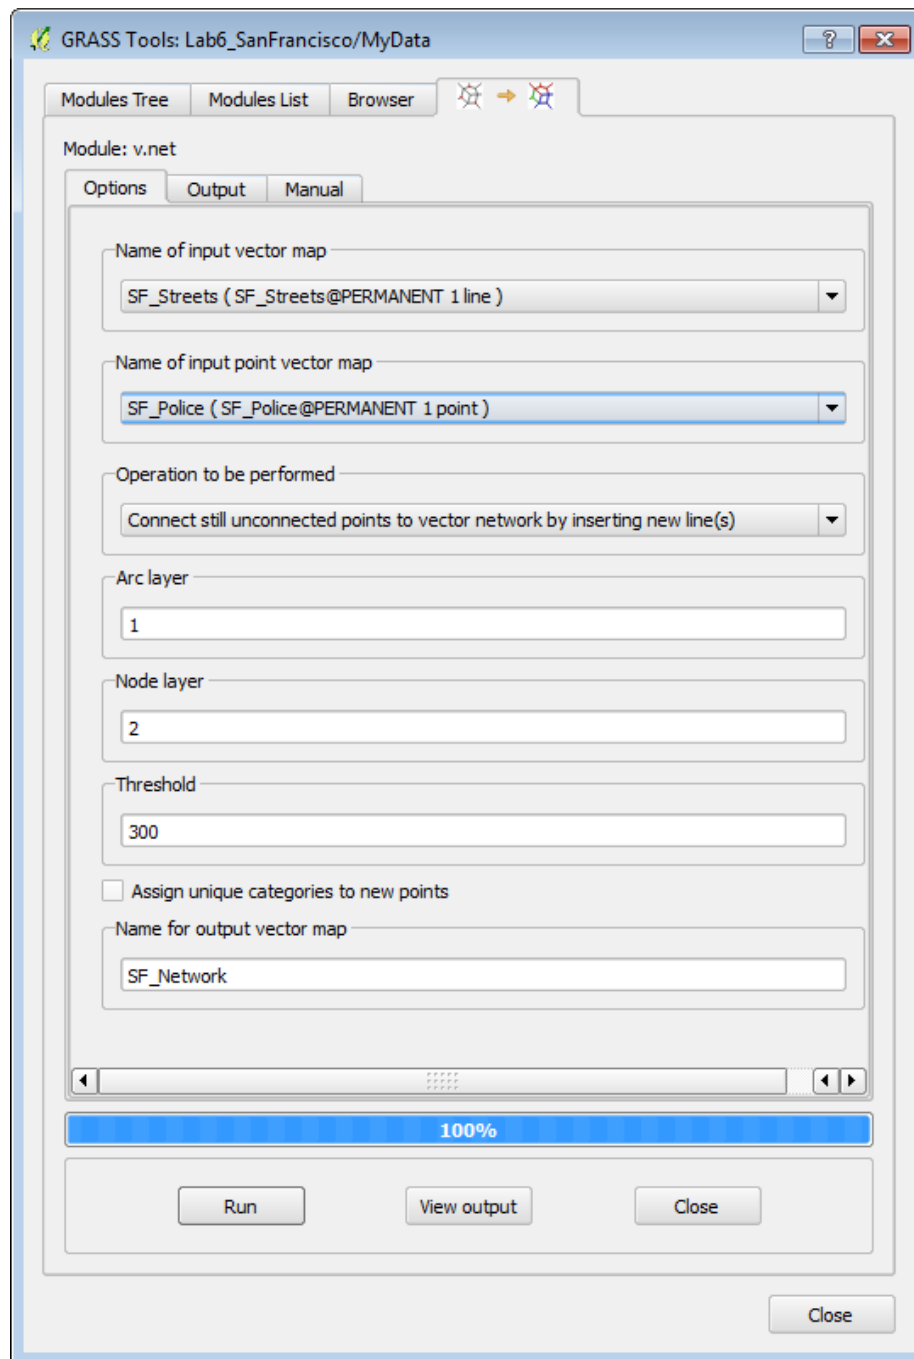 GRASS Tools: Lab6_SanFrancisco/MyData
Modules Tree Modules List Browser
Module: v.net
Options Output Manual
Name of input vector map
SF_Streets ( SF_Streets@PERMANENT 1 line )
Name of input point vector map
SF_Police ( SF_Police@PERMANENT 1 point )
Operation to be performed
Connect still unconnected points to vector network by inserting new line(s)
Arc layer
1
Node layer
2
Threshold
300
Assign unique categories to new points
Name for output vector map
SF_Network
100%
Run View output Close
Close